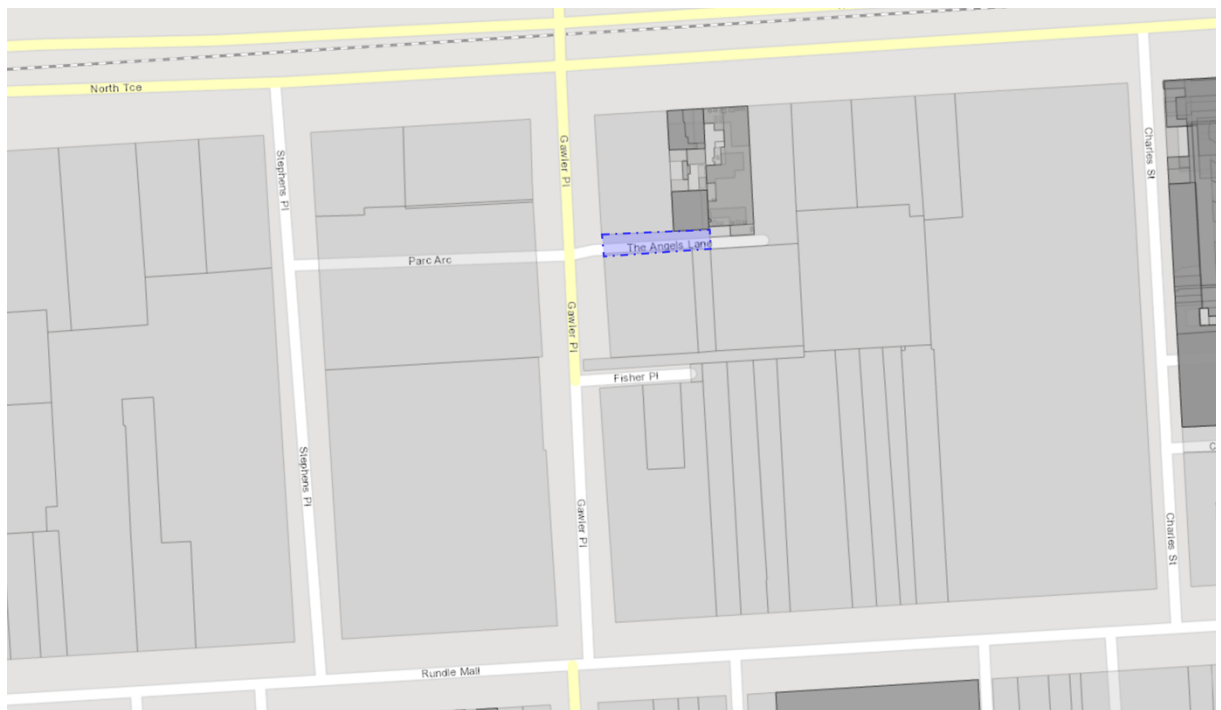 North Tce
Gawler Pl
Charles St
Stephens Pl
The Angels Lane
Parc Arc
Gawler Pl
Fisher Pl
Stephens Pl
Gawler Pl
Charles St
Rundle Mall